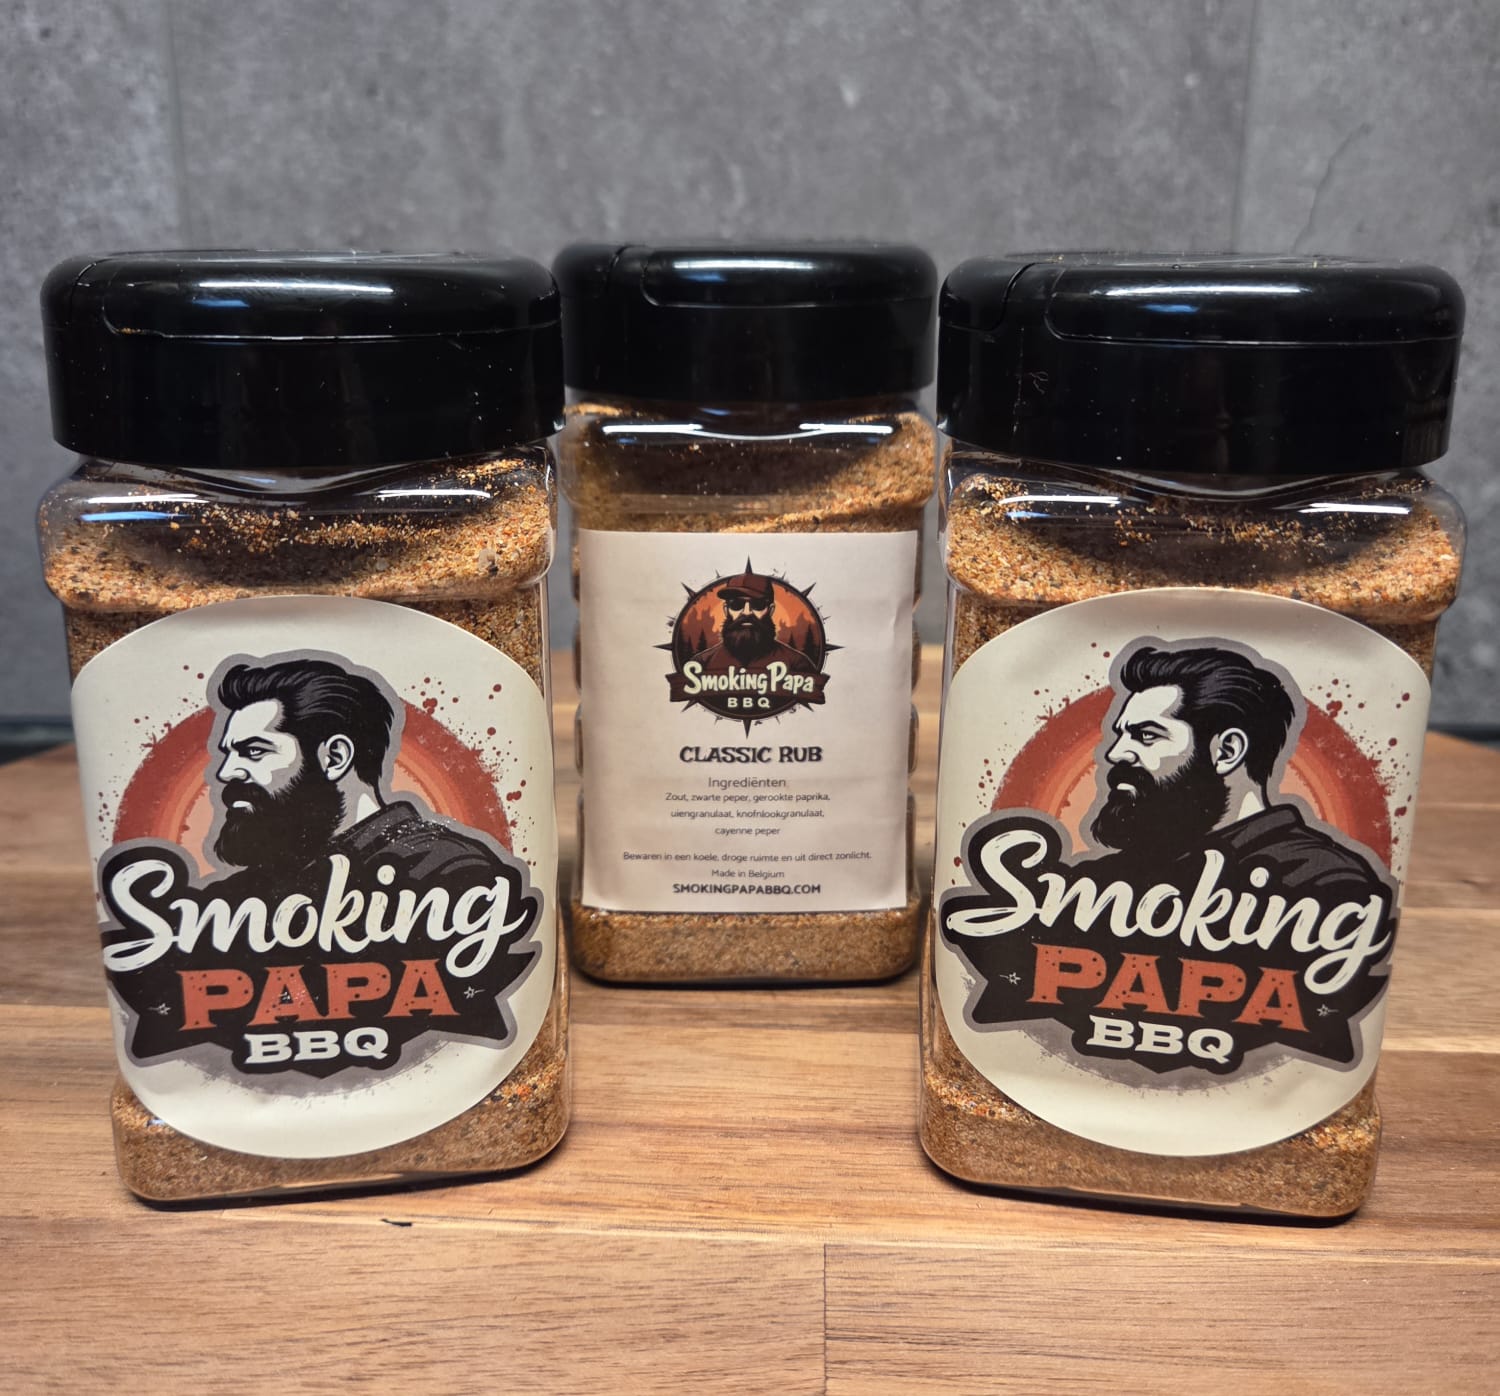 Smoking
PAPA
BBQ
Smoking Papa
BBQ
CLASSIC RUB
Ingrediënten
Zout, zwarte peper, gerookte paprika,
uiengranulaat, knoflookgranulaat,
cayenne peper
Bewaren in een koele, droge ruimte en uit direct zonlicht.
Made in Belgium
SMOKINGPAPABBQ.COM
Smoking
PAPA
BBQ